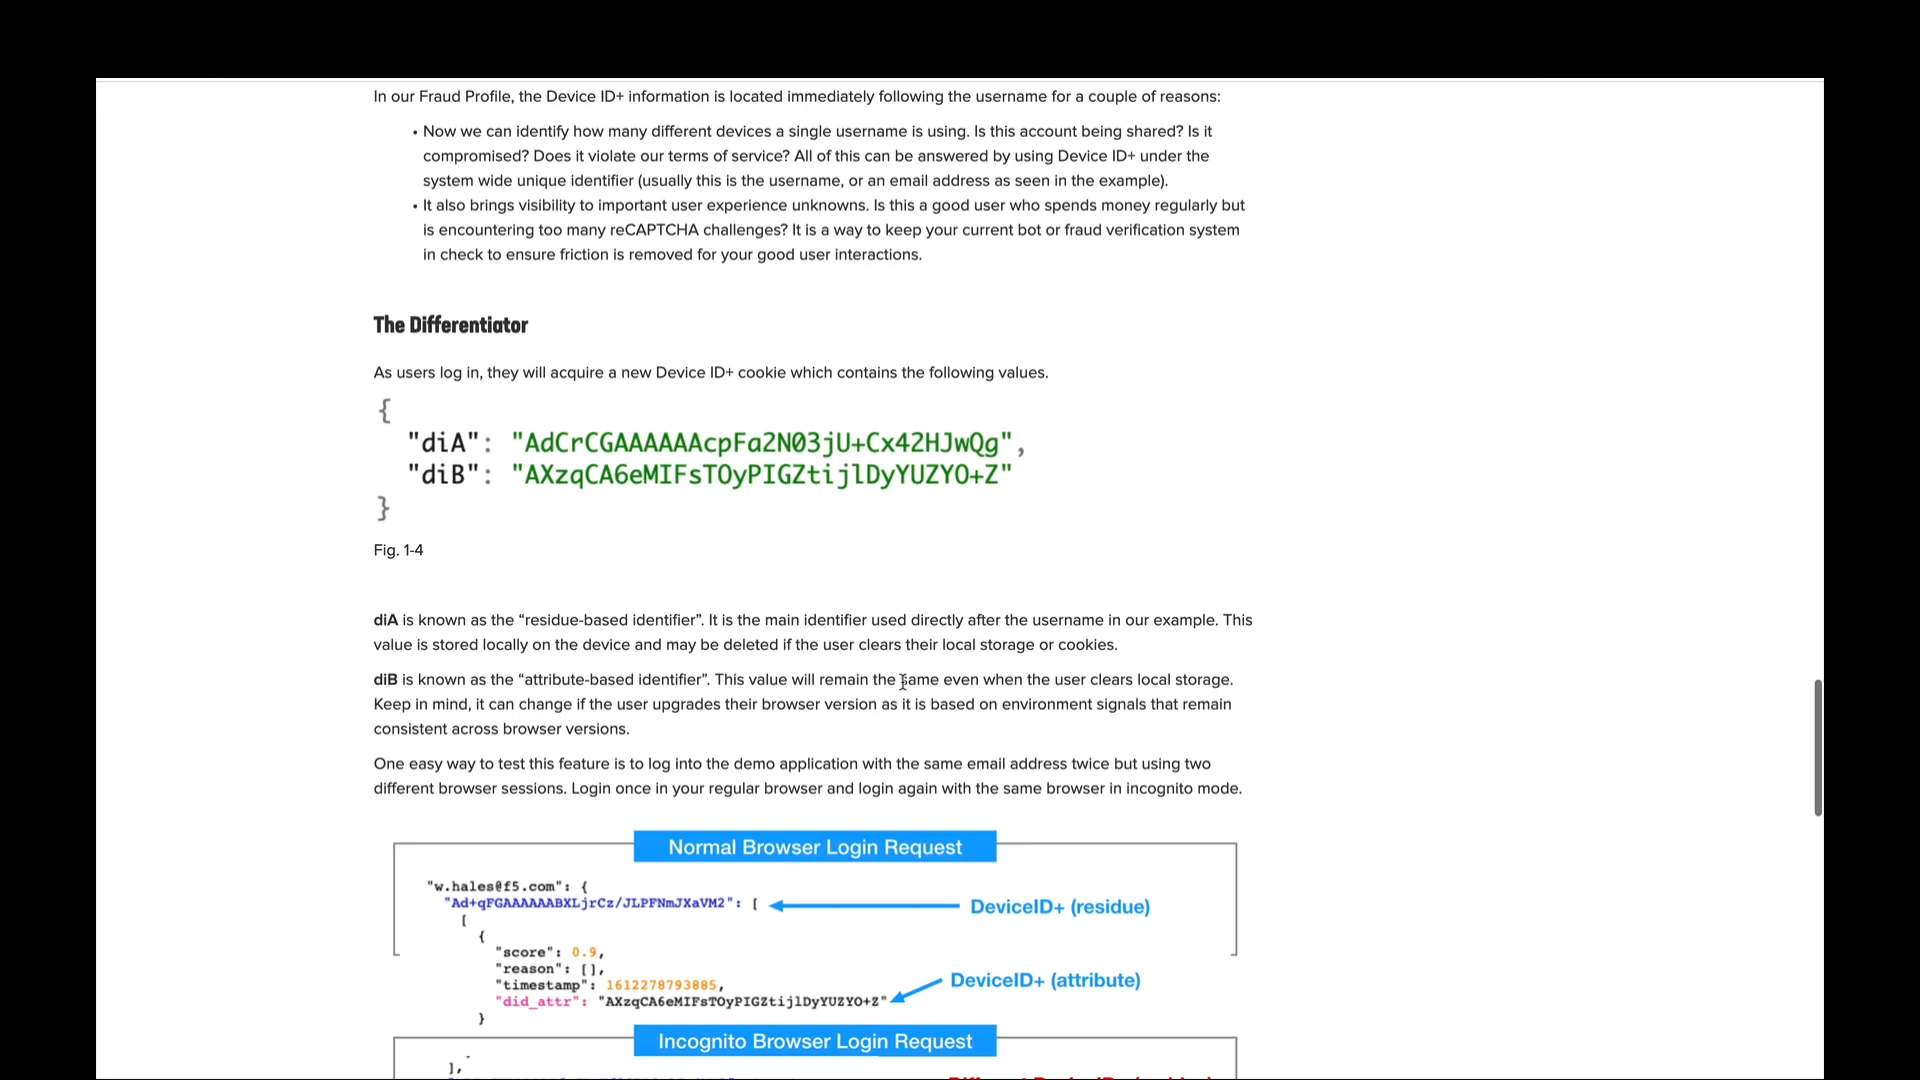 In our Fraud Profile, the Device ID+ information is located immediately following the username for a couple of reasons:
• Now we can identify how many different devices a single username is using. Is this account being shared? Is it
compromised? Does it violate our terms of service? All of this can be answered by using Device ID+ under the
system wide unique identifier (usually this is the username, or an email address as seen in the example).
• It also brings visibility to important user experience unknowns. Is this a good user who spends money regularly but
is encountering too many reCAPTCHA challenges? It is a way to keep your current bot or fraud verification system
in check to ensure friction is removed for your good user interactions.
The Differentiator
As users log in, they will acquire a new Device ID+ cookie which contains the following values.
{
"diA": "AdCrCGAAAAAAcpFa2N03jU+Cx42HJwQg",
"diB": "AXzqCA6eMIFsTOyPIGZtijlDyYUZYO+Z"
}
Fig. 1-4
diA is known as the “residue-based identifier”. It is the main identifier used directly after the username in our example. This
value is stored locally on the device and may be deleted if the user clears their local storage or cookies.
diB is known as the “attribute-based identifier”. This value will remain the same even when the user clears local storage.
Keep in mind, it can change if the user upgrades their browser version as it is based on environment signals that remain
consistent across browser versions.
One easy way to test this feature is to log into the demo application with the same email address twice but using two
different browser sessions. Login once in your regular browser and login again with the same browser in incognito mode.
Normal Browser Login Request
"w.hales@f5.com": {
"Ad+qFGAAAAAABXLjrCz/JLPFNmJXaVM2": [
DeviceID+ (residue)
[
{
"score": 0.9,
"reason": [],
"timestamp": 1612278793885,
DeviceID+ (attribute)
"did_attr": "AXzqCA6eMIFsTOyPIGZtijlDyYUZYO+Z"
}
Incognito Browser Login Request
],